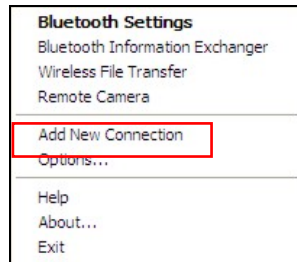 Bluetooth Settings
Bluetooth Information Exchanger
Wireless File Transfer
Remote Camera
Add New Connection
Options...
Help
About...
Exit